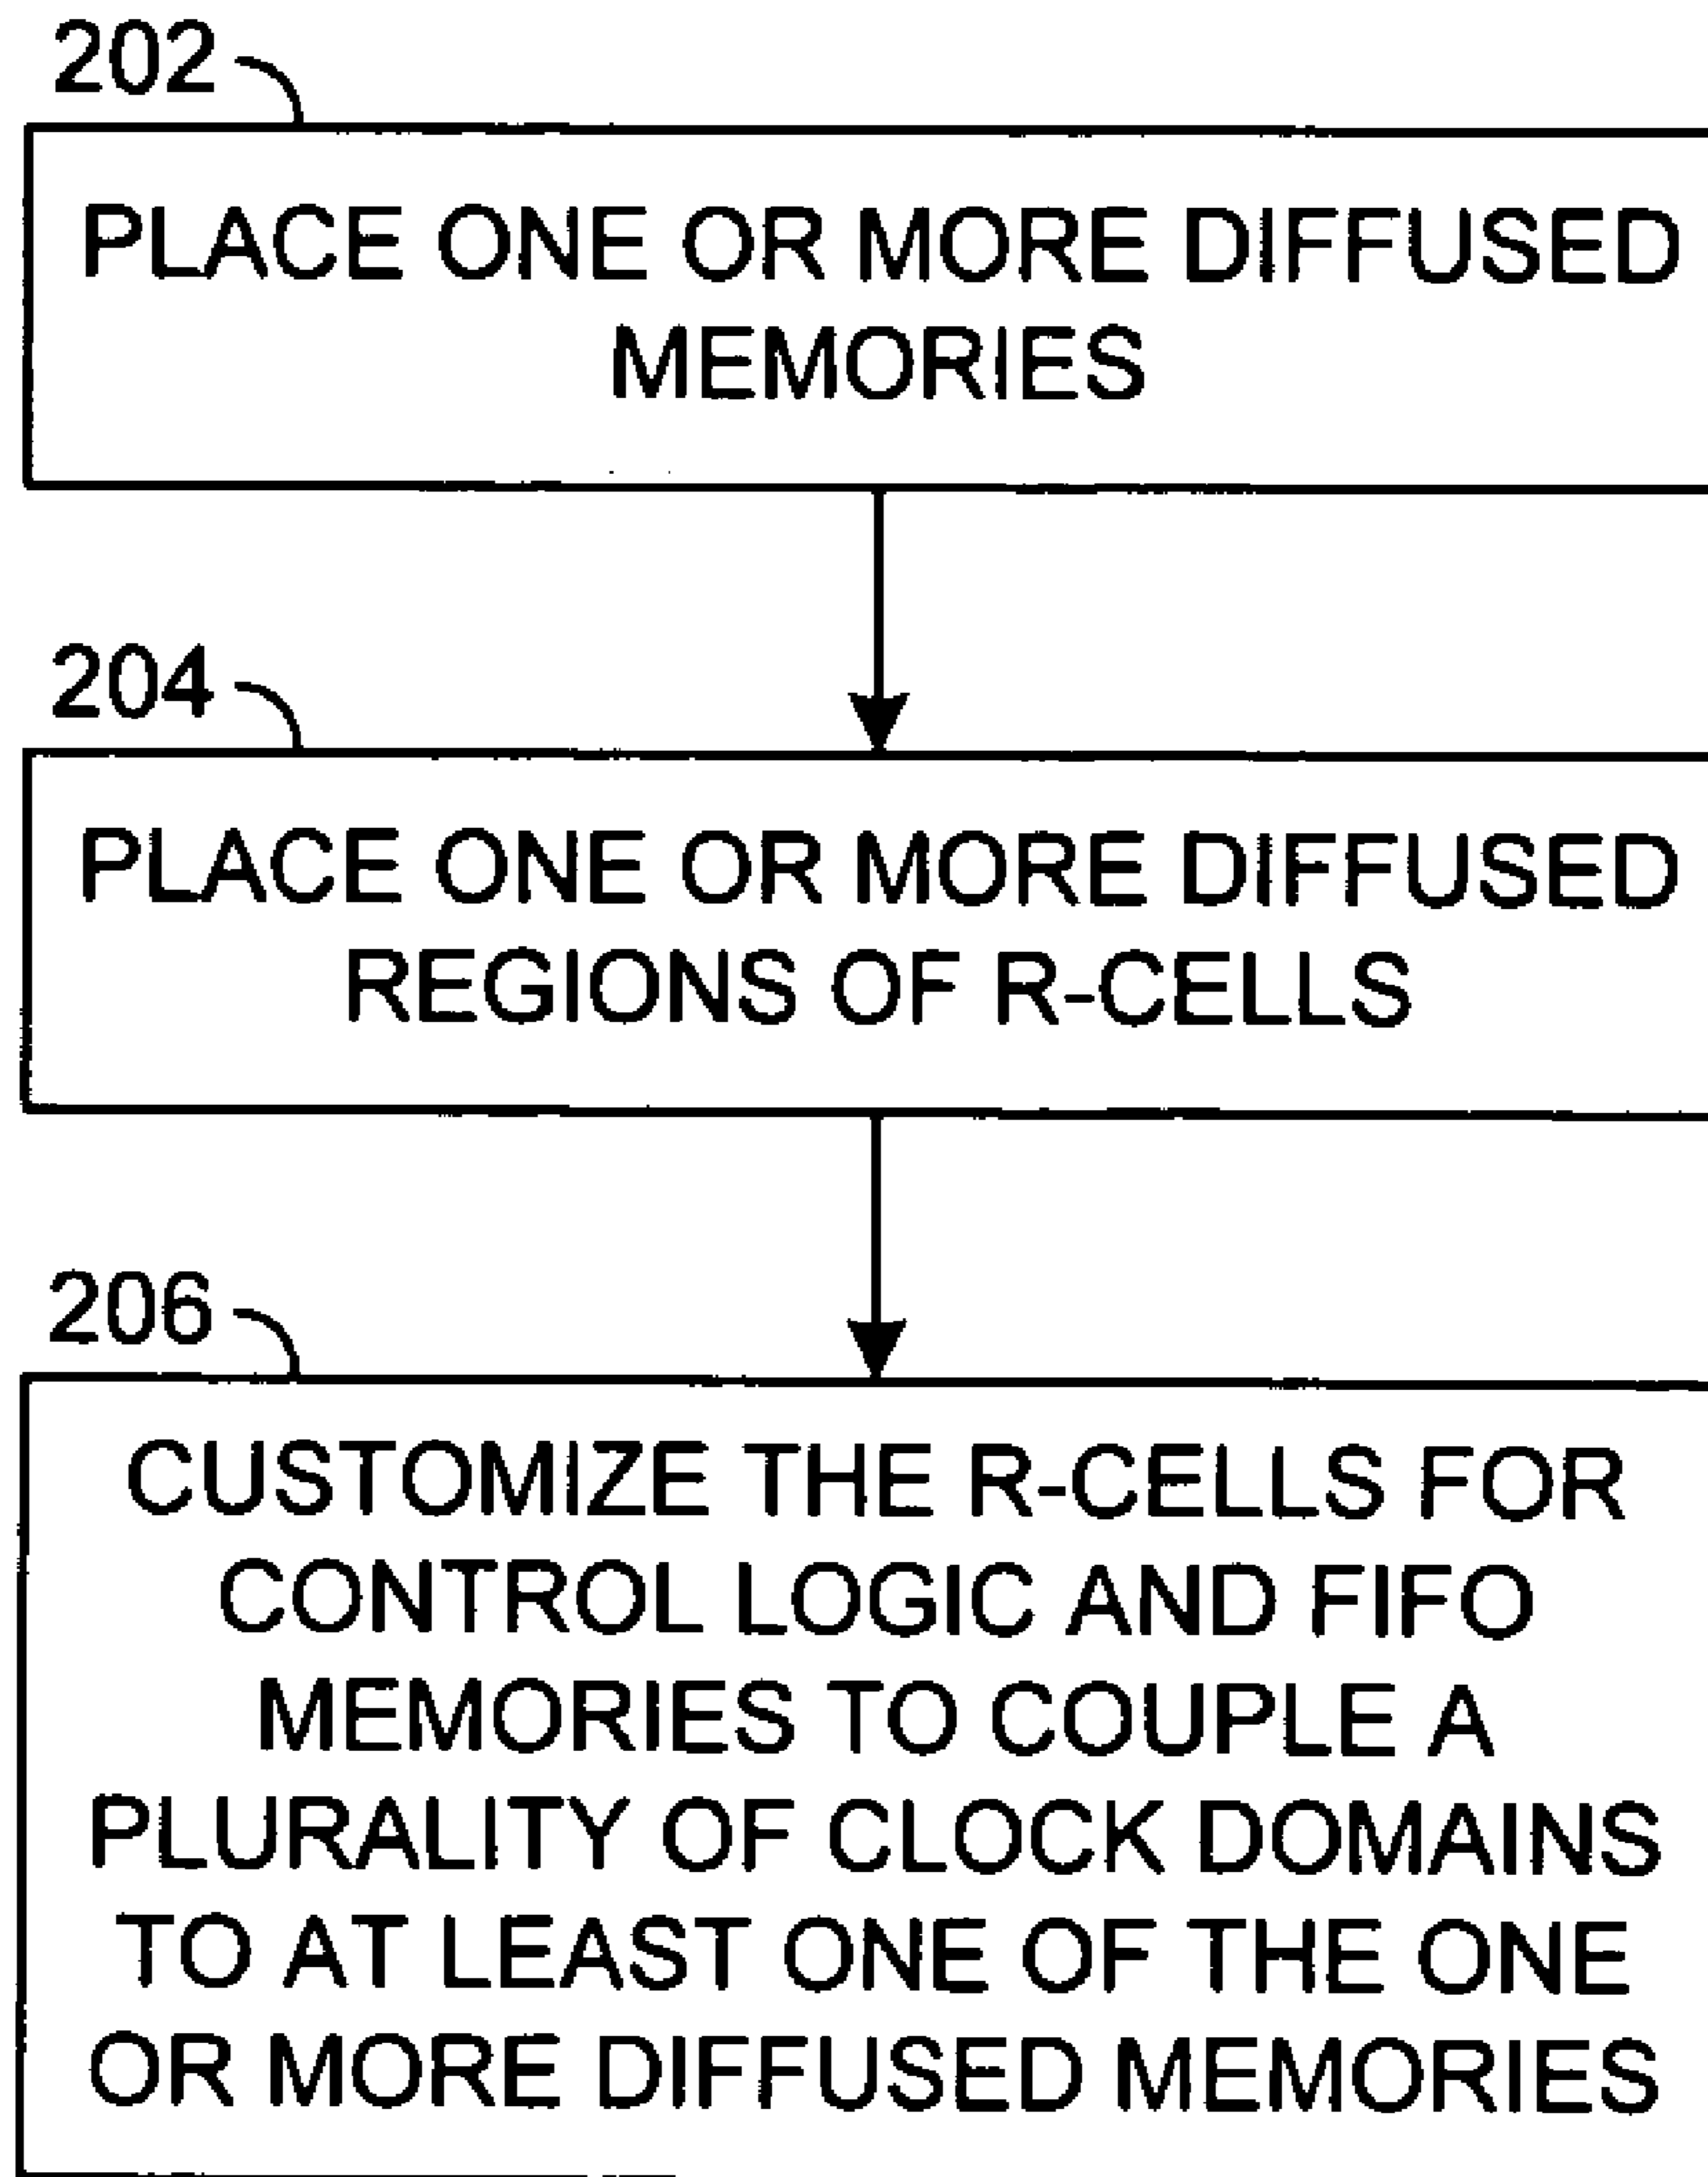 202
PLACE ONE OR MORE DIFFUSED
MEMORIES
204
PLACE ONE OR MORE DIFFUSED
REGIONS OF R-CELLS
206
CUSTOMIZE THE R-CELLS FOR
CONTROL LOGIC AND FIFO
MEMORIES TO COUPLE A
PLURALITY OF CLOCK DOMAINS
TO AT LEAST ONE OF THE ONE
OR MORE DIFFUSED MEMORIES